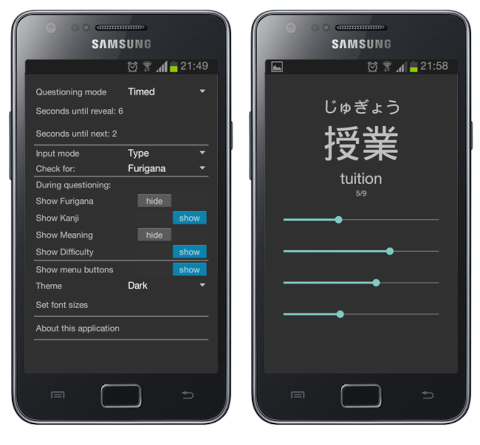 SAMSUNG
21:49
Questioning mode Timed
Seconds until reveal: 6
Seconds until next: 2
Input mode Type
Check for: Furigana
During questioning:
Show Furigana hide
Show Kanji show
Show Meaning hide
Show Difficulty show
Show menu buttons show
Theme Dark
Set font sizes
About this application
SAMSUNG
21:58
じゅぎょう
授業
tuition
5/9